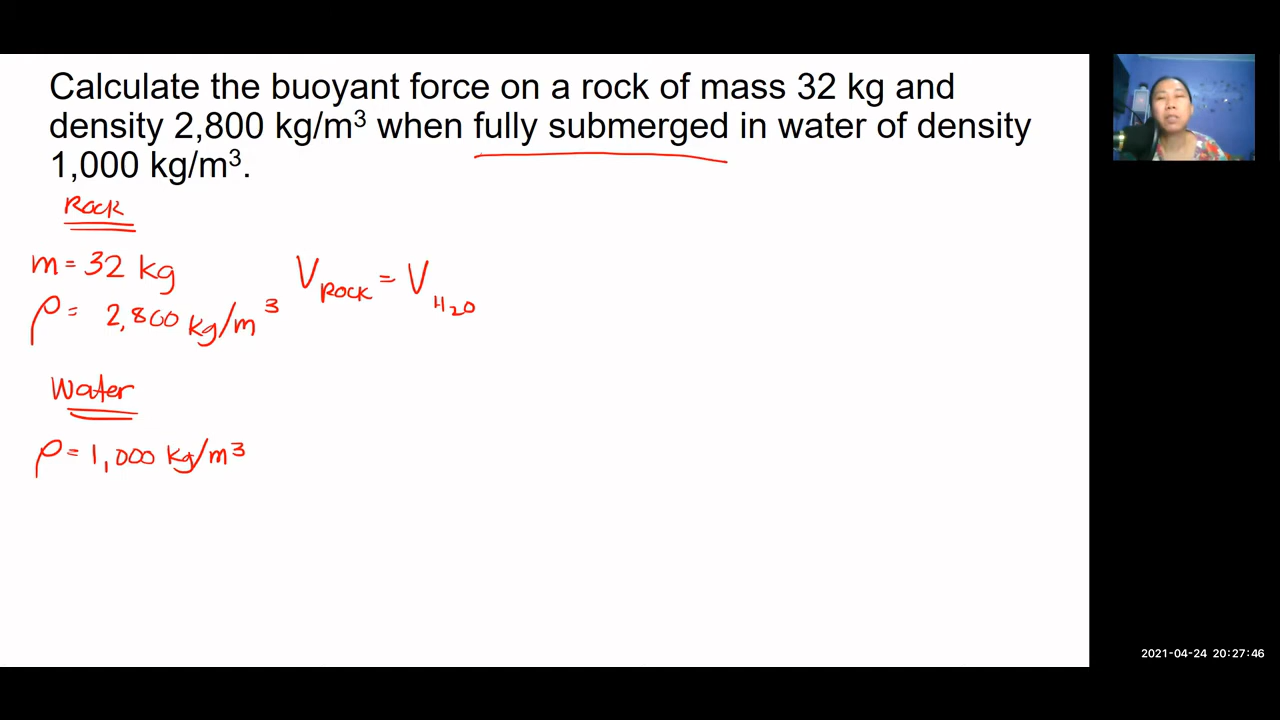 Calculate the buoyant force on a rock of mass 32 kg and
density 2,800 kg/m³ when fully submerged in water of density
1,000 kg/m³.
Rock
m = 32 kg
ρ = 2,800 kg/m³
V_ROCK = V_H₂O
Water
ρ = 1,000 kg/m³
2021-04-24 20:27:46